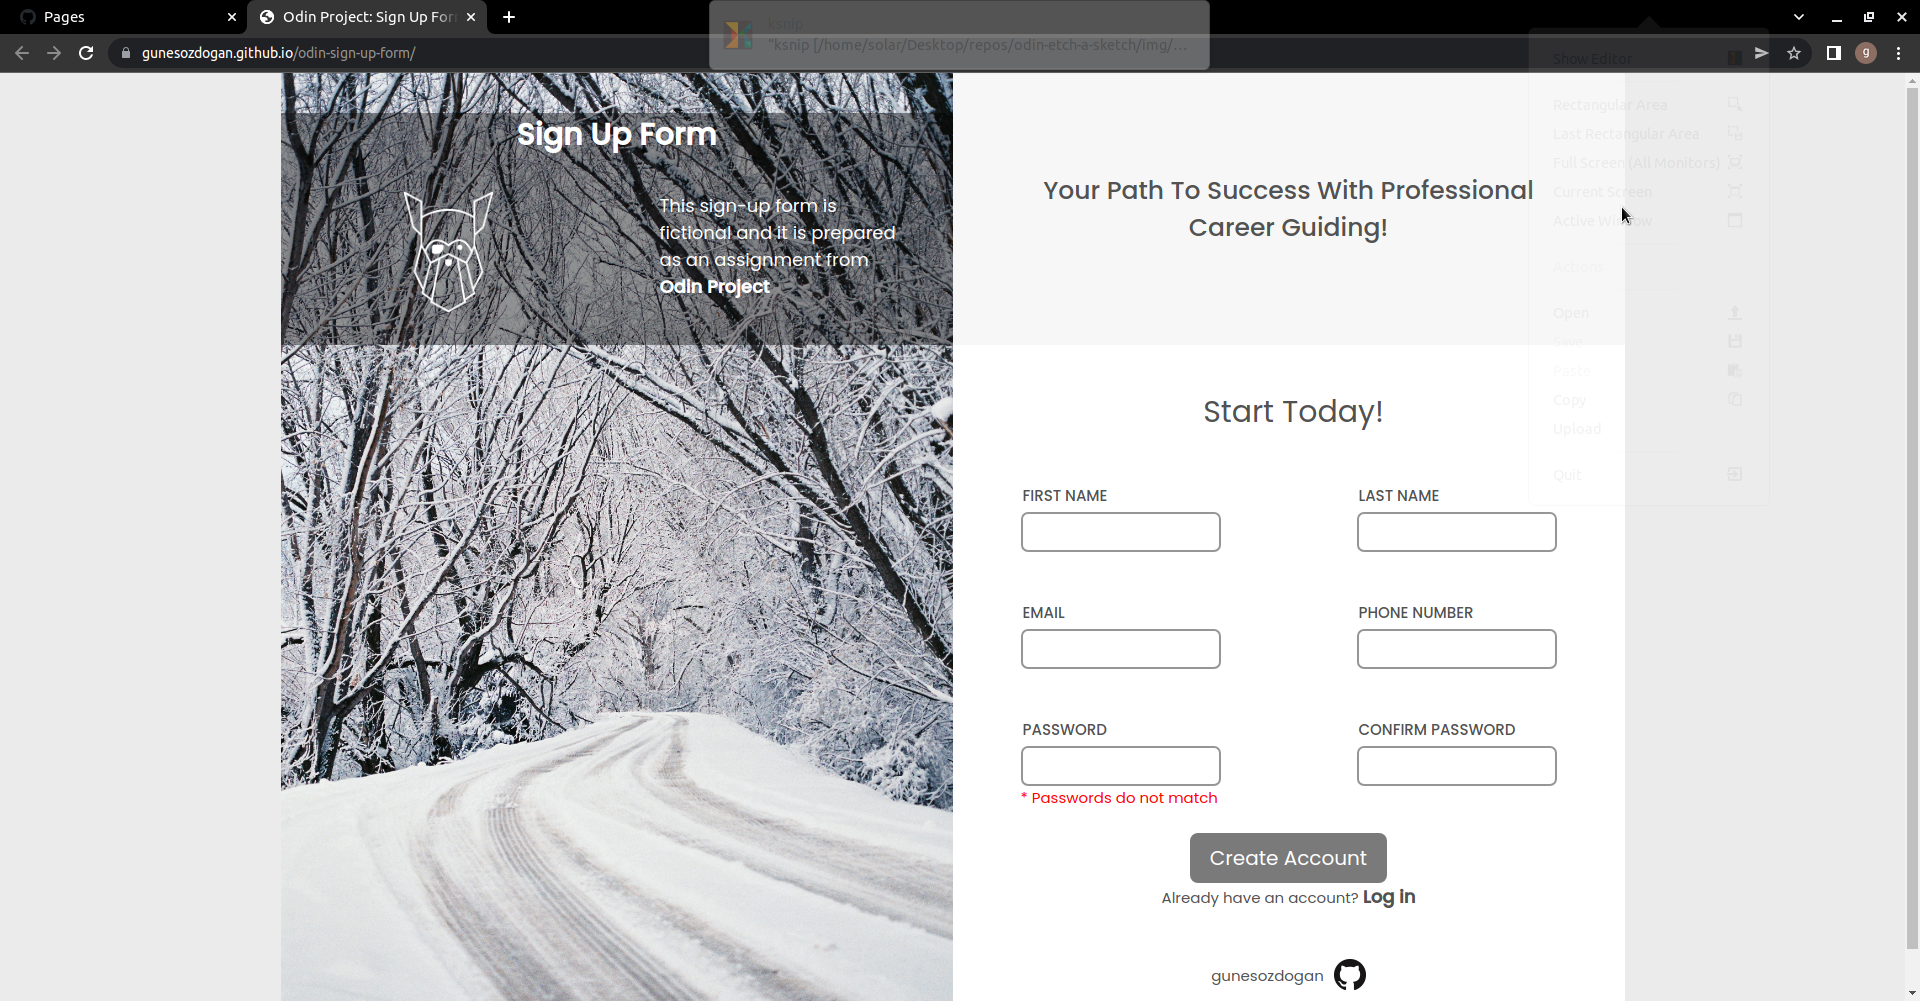 Pages
Odin Project: Sign Up For
gunesozdogan.github.io/odin-sign-up-form/
g
ksnip
"ksnip [/home/solar/Desktop/repos/odin-etch-a-sketch/img/...
Show Editor
Rectangular Area
Last Rectangular Area
Full Screen (All Monitors)
Current Screen
Active Window
Actions
Open
Save
Paste
Copy
Upload
Quit
Sign Up Form
This sign-up form is
fictional and it is prepared
as an assignment from
Odin Project
Your Path To Success With Professional
Career Guiding!
Start Today!
FIRST NAME
LAST NAME
EMAIL
PHONE NUMBER
PASSWORD
CONFIRM PASSWORD
* Passwords do not match
Create Account
Already have an account? Log in
gunesozdogan